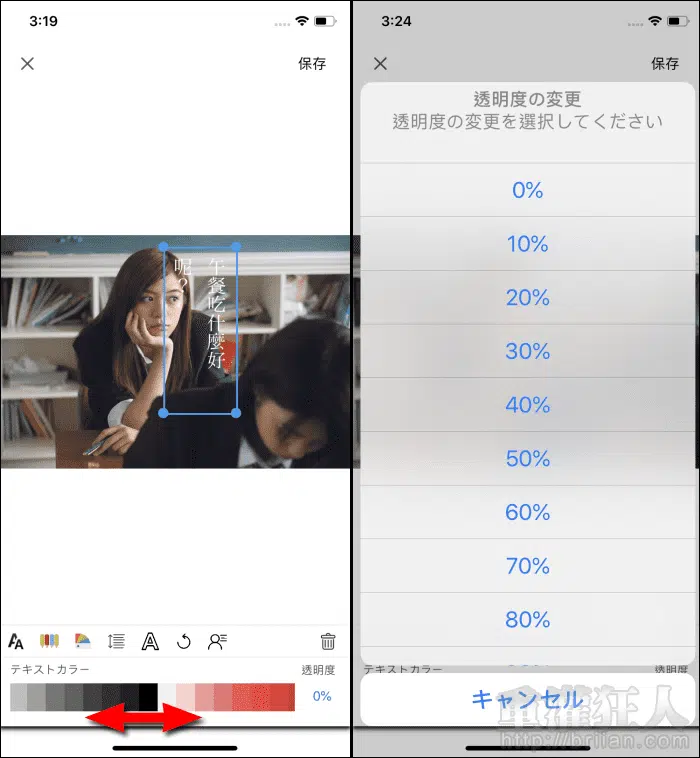 3:19
保存
午餐吃什麼好
呢?
テキストカラー
透明度
0%
3:24
保存
透明度の変更
透明度の変更を選択してください
0%
10%
20%
30%
40%
50%
60%
70%
80%
テキストカラー
透明度
キャンセル
重灌狂人
http://briian.com